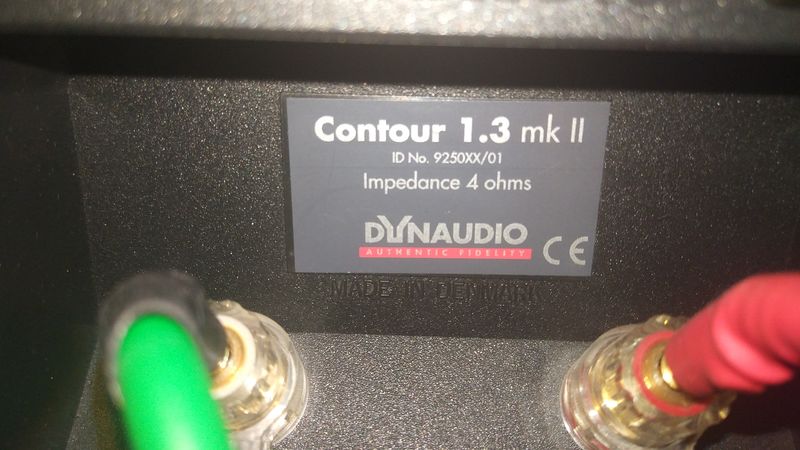 Contour 1.3 mk II
ID No. 9250XX/01
Impedance 4 ohms
DYNAUDIO
AUTHENTIC FIDELITY
CE
MADE IN DENMARK